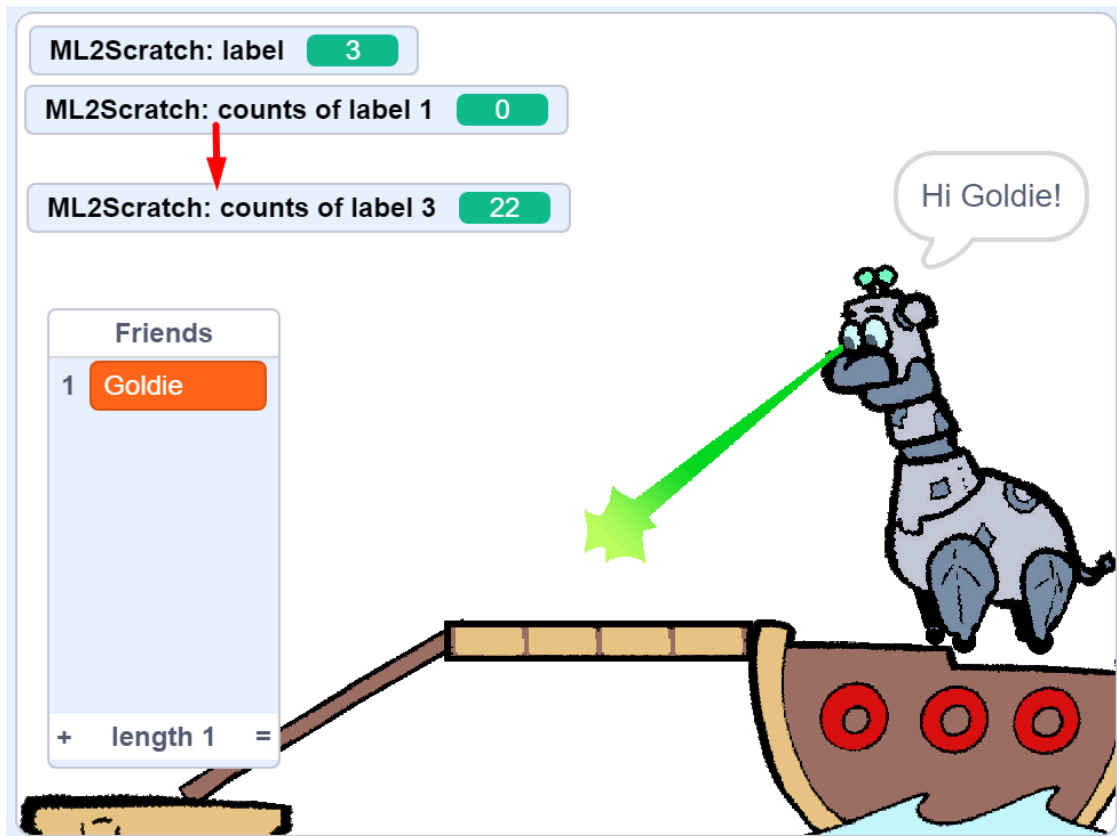 ML2Scratch: label 3
ML2Scratch: counts of label 1 0
ML2Scratch: counts of label 3 22
Hi Goldie!
Friends
1 Goldie
+ length 1 =